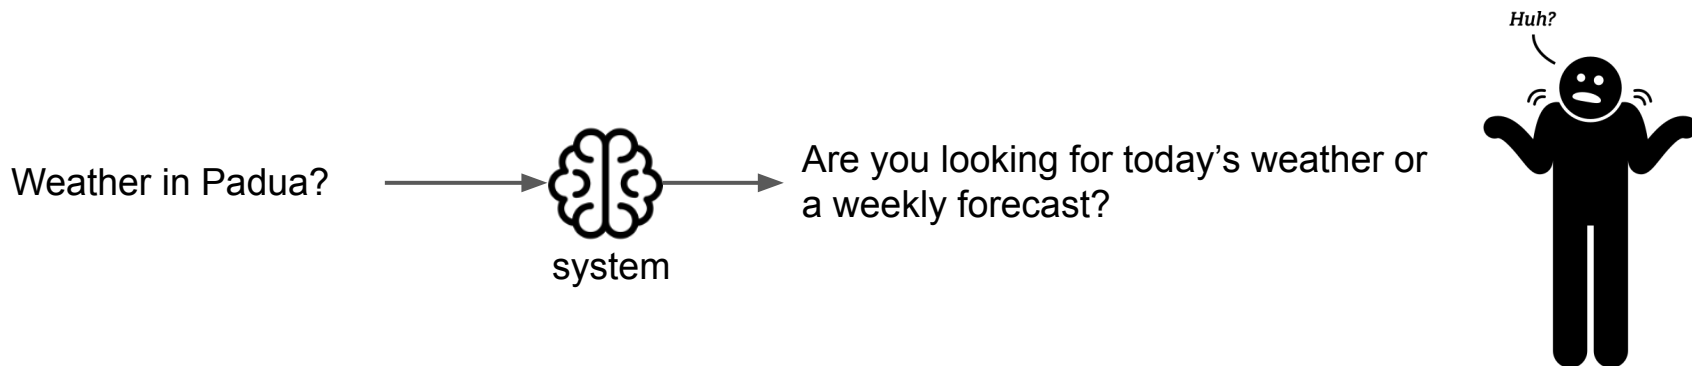 Huh?
Weather in Padua?
Are you looking for today’s weather or
a weekly forecast?
system